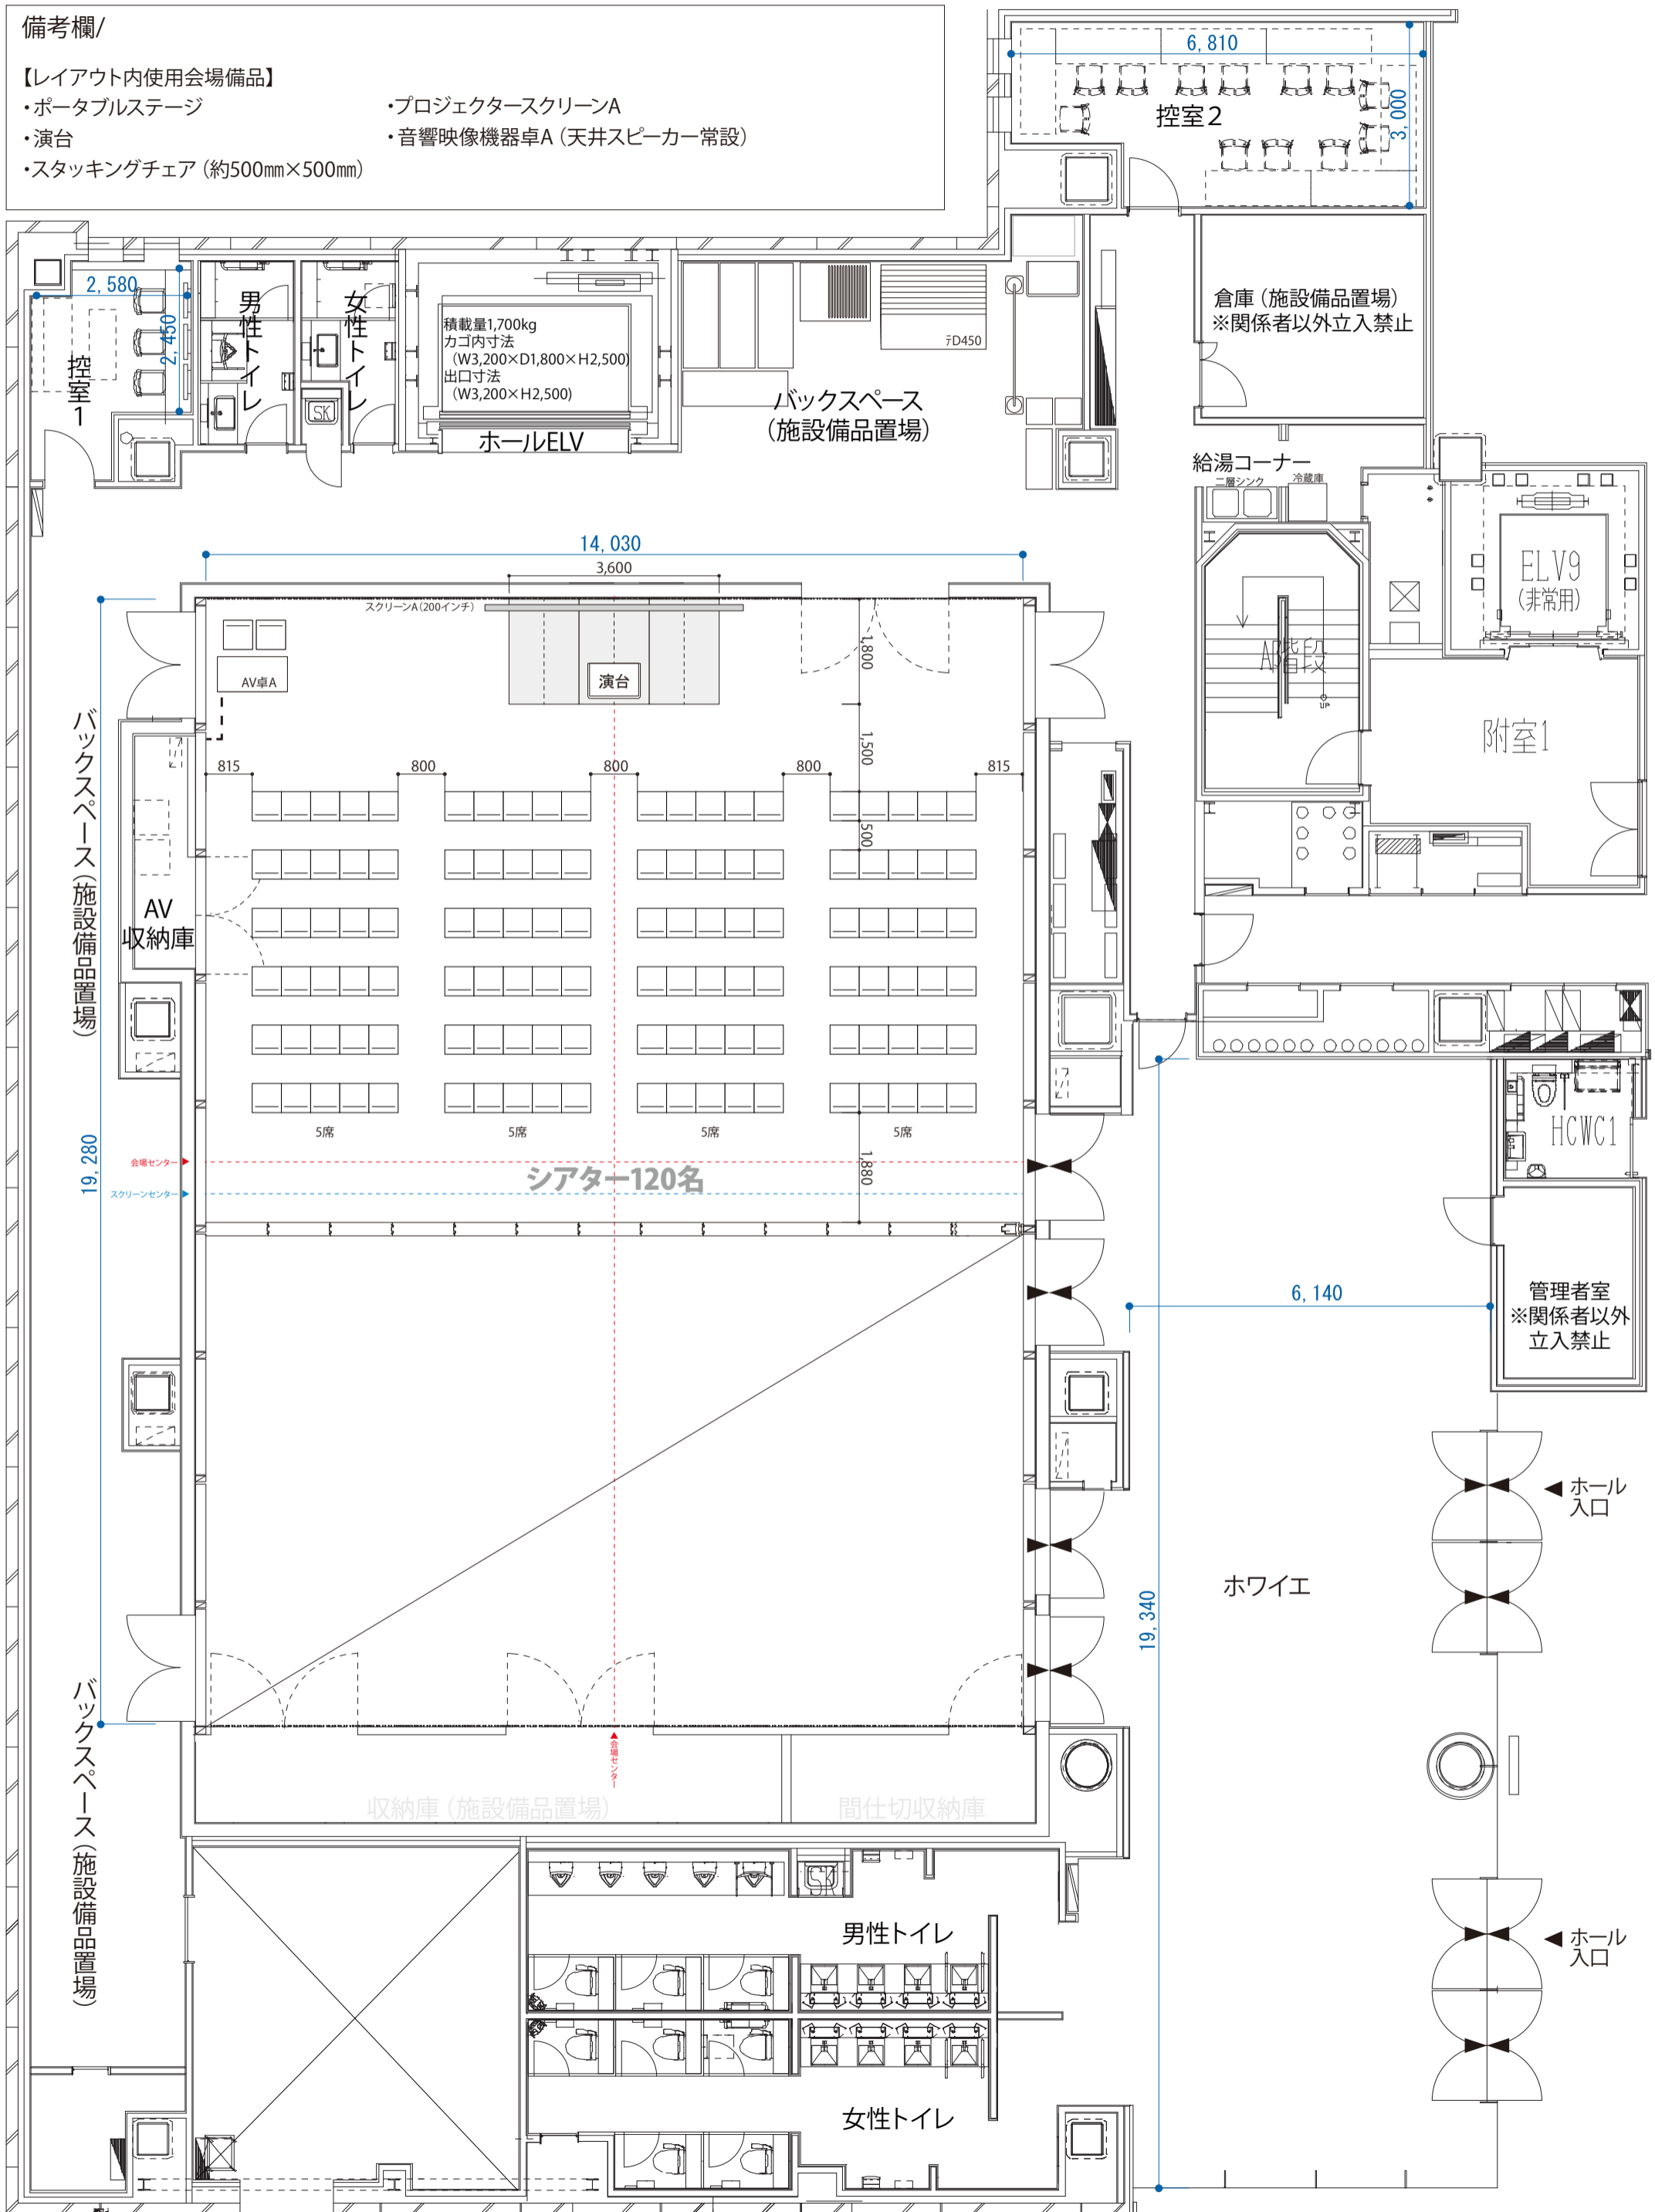 備考欄/
【レイアウト内使用会場備品】
・ポータブルステージ
・演台
・スタッキングチェア（約500㎜×500㎜）
・プロジェクタースクリーンA
・音響映像機器卓A（天井スピーカー常設）
6,810
3,000
控室2
2,580
2,450
控室1
男性トイレ
女性トイレ
SK
積載量1,700kg
カゴ内寸法
（W3,200×D1,800×H2,500）
出口寸法
（W3,200×H2,500）
ホールELV
ﾃD450
バックスペース
（施設備品置場）
倉庫（施設備品置場）
※関係者以外立入禁止
給湯コーナー
二層シンク
冷蔵庫
ELV9
(非常用)
A階段
UP
附室1
14,030
3,600
スクリーンA（200インチ）
AV卓A
演台
1,800
1,500
815
800
800
800
815
500
バックスペース（施設備品置場）
AV
収納庫
5席
5席
5席
5席
19,280
会場センター
スクリーンセンター
シアター120名
1,880
HCWC1
管理者室
※関係者以外
立入禁止
6,140
ホール
入口
ホワイエ
19,340
バックスペース（施設備品置場）
会場センター
収納庫（施設備品置場）
間仕切収納庫
SK
男性トイレ
ホール
入口
女性トイレ